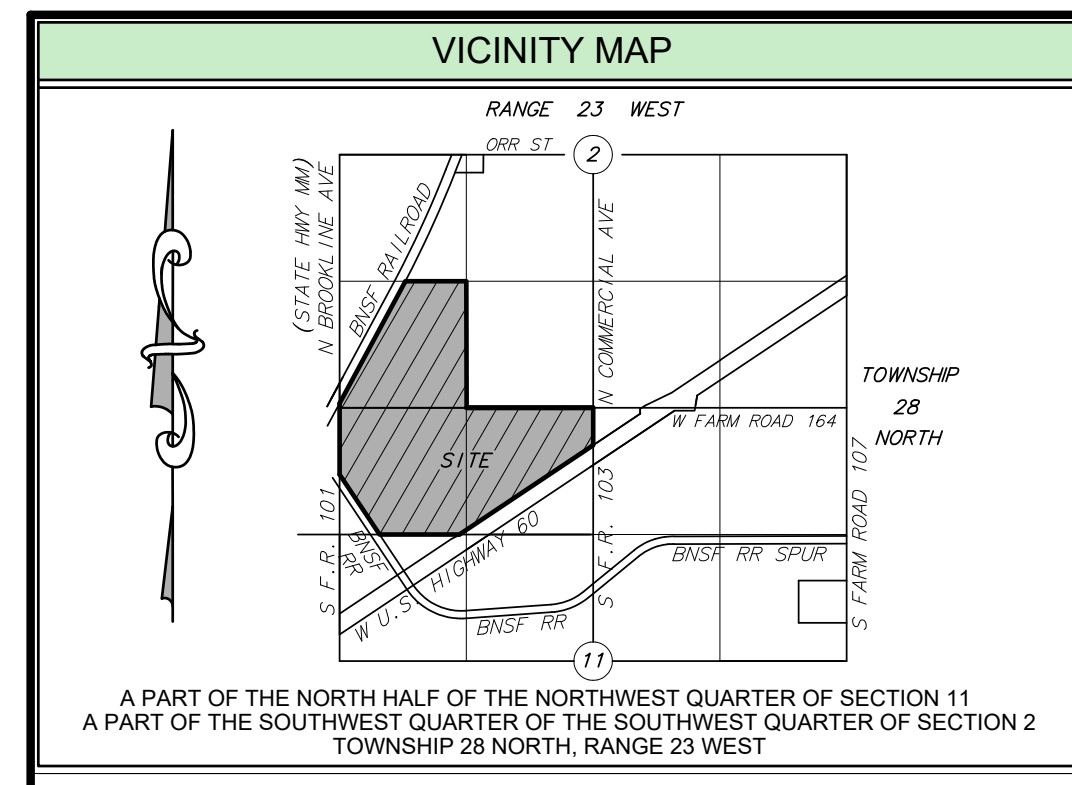 VICINITY MAP
RANGE 23 WEST
ORR ST
2
(STATE HWY MM)
N BROOKLINE AVE
BNSF RAILROAD
N COMMERCIAL AVE
TOWNSHIP
28
NORTH
W FARM ROAD 164
SITE
S F.R. 101
BNSF
RR
W U.S. HIGHWAY 60
S F.R. 103
BNSF RR SPUR
S FARM ROAD 107
BNSF RR
11
A PART OF THE NORTH HALF OF THE NORTHWEST QUARTER OF SECTION 11
A PART OF THE SOUTHWEST QUARTER OF THE SOUTHWEST QUARTER OF SECTION 2
TOWNSHIP 28 NORTH, RANGE 23 WEST